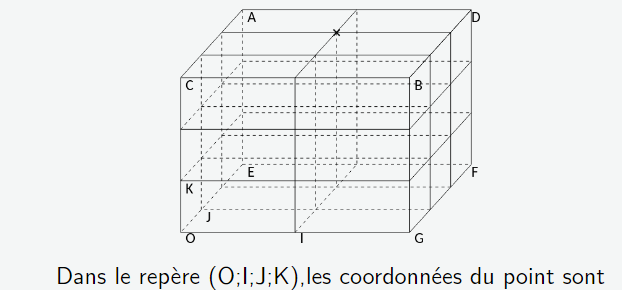 A
D
C
B
E
F
K
J
O
I
G
Dans le repère (O;I;J;K),les coordonnées du point sont